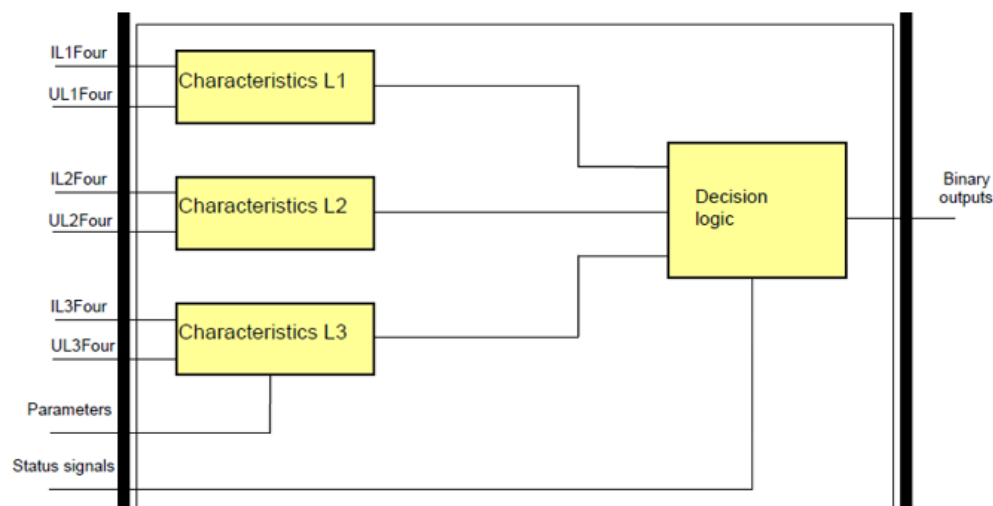 IL1Four
UL1Four
Characteristics L1
IL2Four
UL2Four
Characteristics L2
IL3Four
UL3Four
Characteristics L3
Parameters
Status signals
Decision
logic
Binary
outputs